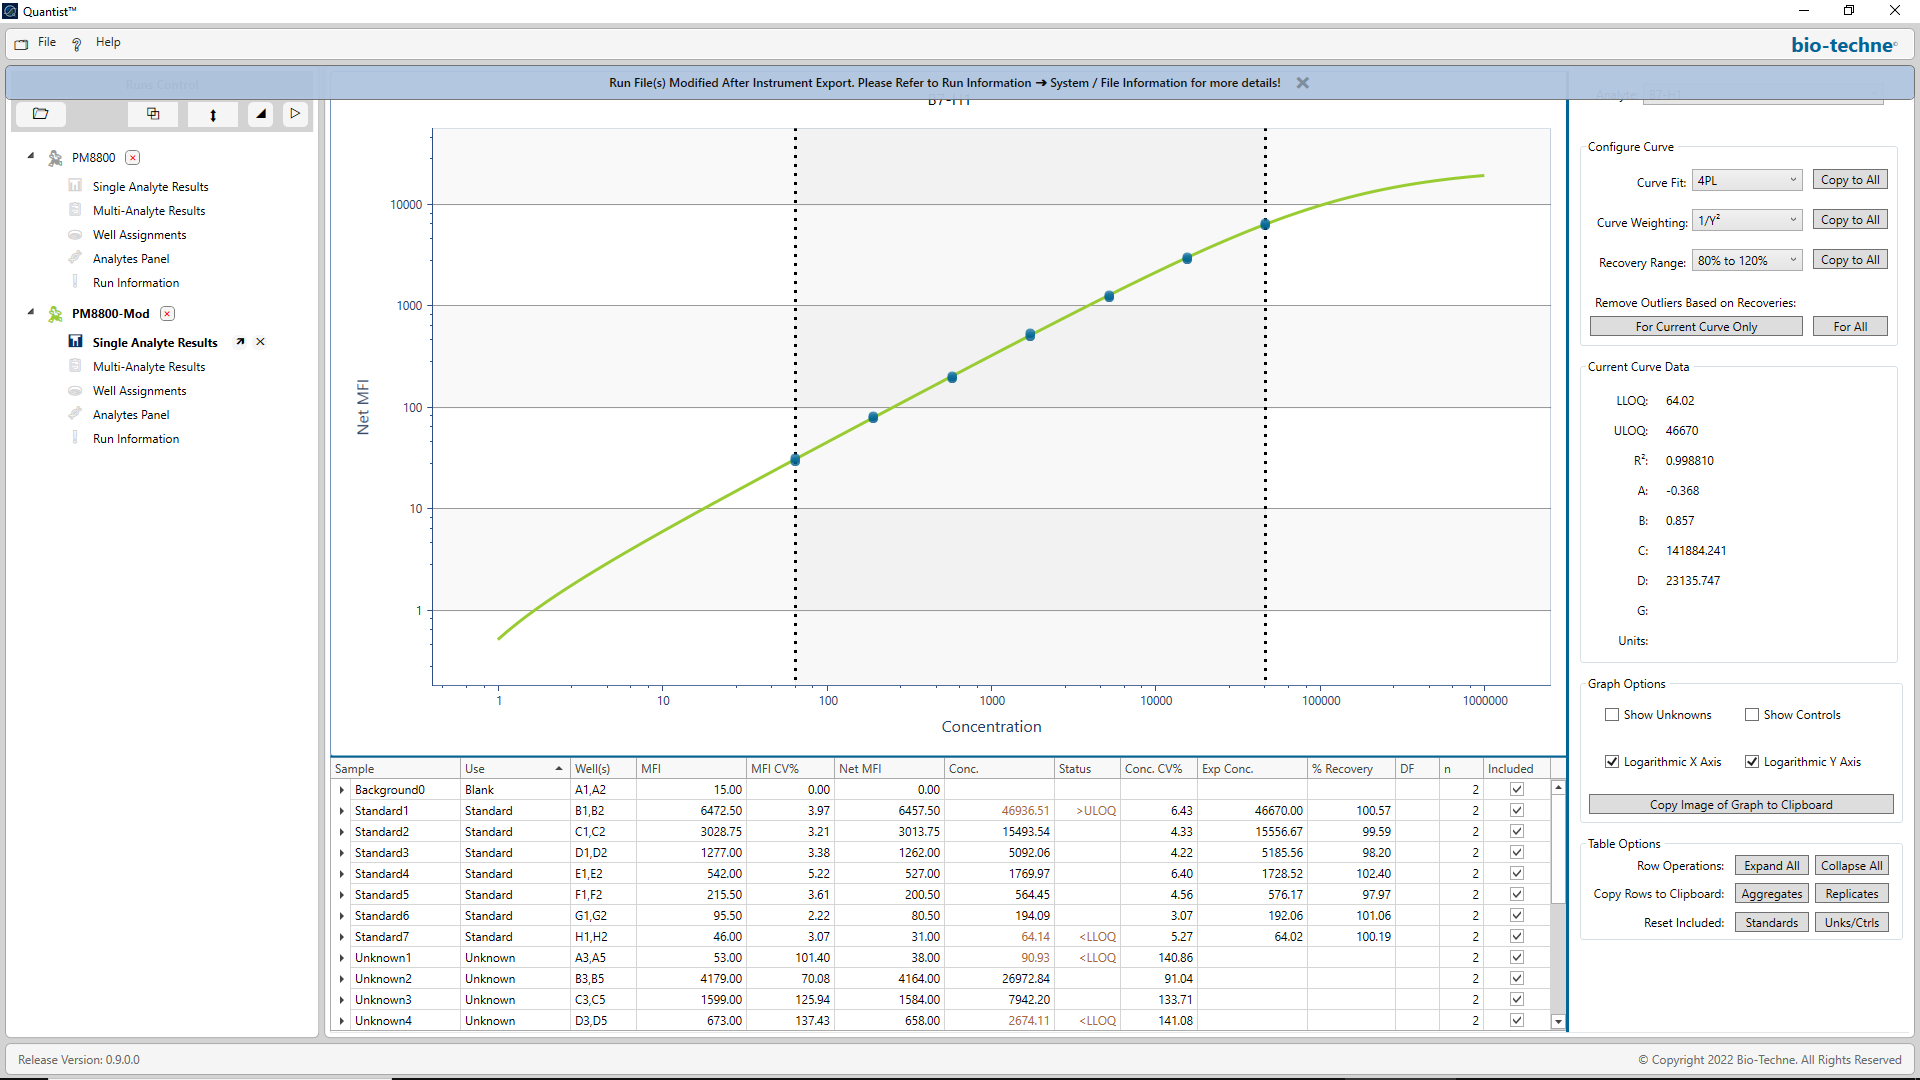 Quantist™
File Help
bio-techne
Run File(s) Modified After Instrument Export. Please Refer to Run Information ➔ System / File Information for more details!
Runs Control
PM8800
Single Analyte Results
Multi-Analyte Results
Well Assignments
Analytes Panel
Run Information
PM8800-Mod
Single Analyte Results
Multi-Analyte Results
Well Assignments
Analytes Panel
Run Information
B7-H1
Net MFI
10000
1000
100
10
1
1 10 100 1000 10000 100000 1000000
Concentration
Sample Use Well(s) MFI MFI CV% Net MFI Conc. Status Conc. CV% Exp Conc. % Recovery DF n Included
Background0 Blank A1,A2 15.00 0.00 0.00 2
Standard1 Standard B1,B2 6472.50 3.97 6457.50 46936.51 >ULOQ 6.43 46670.00 100.57 2
Standard2 Standard C1,C2 3028.75 3.21 3013.75 15493.54 4.33 15556.67 99.59 2
Standard3 Standard D1,D2 1277.00 3.38 1262.00 5092.06 4.22 5185.56 98.20 2
Standard4 Standard E1,E2 542.00 5.22 527.00 1769.97 6.40 1728.52 102.40 2
Standard5 Standard F1,F2 215.50 3.61 200.50 564.45 4.56 576.17 97.97 2
Standard6 Standard G1,G2 95.50 2.22 80.50 194.09 3.07 192.06 101.06 2
Standard7 Standard H1,H2 46.00 3.07 31.00 64.14 <LLOQ 5.27 64.02 100.19 2
Unknown1 Unknown A3,A5 53.00 101.40 38.00 90.93 <LLOQ 140.86 2
Unknown2 Unknown B3,B5 4179.00 70.08 4164.00 26972.84 91.04 2
Unknown3 Unknown C3,C5 1599.00 125.94 1584.00 7942.20 133.71 2
Unknown4 Unknown D3,D5 673.00 137.43 658.00 2674.11 <LLOQ 141.08 2
Analyte: B7-H1
Configure Curve
Curve Fit: 4PL Copy to All
Curve Weighting: 1/Y² Copy to All
Recovery Range: 80% to 120% Copy to All
Remove Outliers Based on Recoveries:
For Current Curve Only For All
Current Curve Data
LLOQ: 64.02
ULOQ: 46670
R²: 0.998810
A: -0.368
B: 0.857
C: 141884.241
D: 23135.747
G:
Units:
Graph Options
Show Unknowns Show Controls
Logarithmic X Axis Logarithmic Y Axis
Copy Image of Graph to Clipboard
Table Options
Row Operations: Expand All Collapse All
Copy Rows to Clipboard: Aggregates Replicates
Reset Included: Standards Unks/Ctrls
Release Version: 0.9.0.0
© Copyright 2022 Bio-Techne. All Rights Reserved